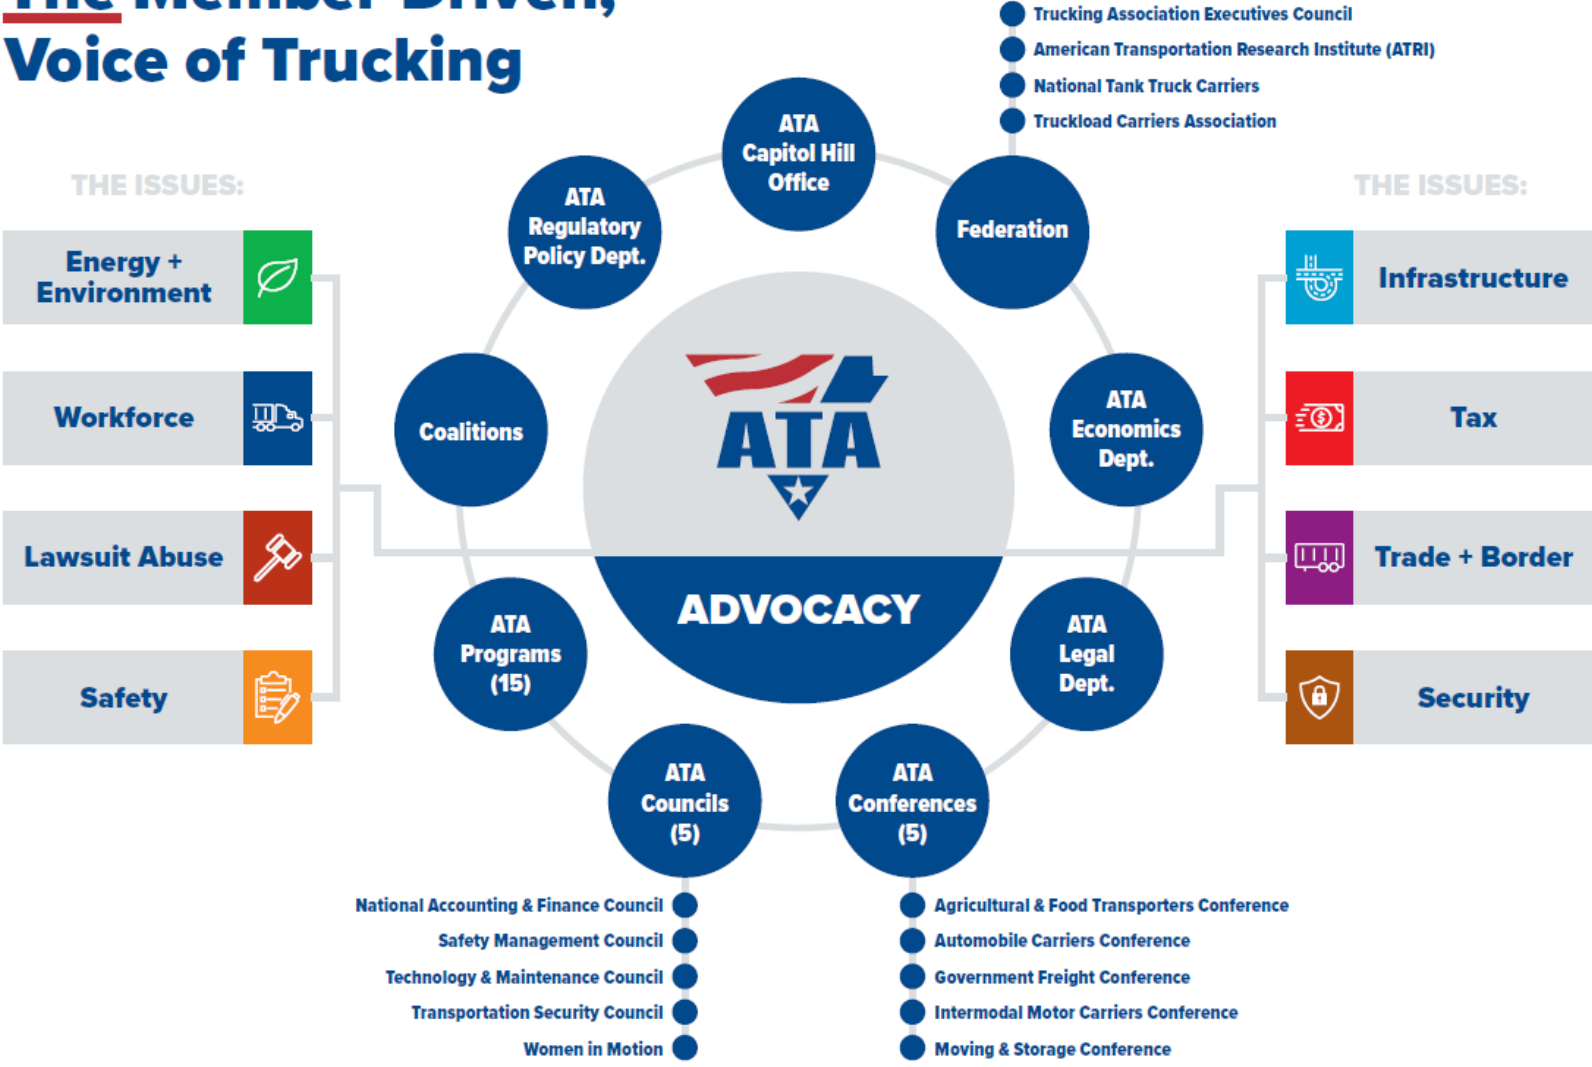 The Member-Driven,
Voice of Trucking
Trucking Association Executives Council
American Transportation Research Institute (ATRI)
National Tank Truck Carriers
Truckload Carriers Association
THE ISSUES:
Energy +
Environment
Workforce
Lawsuit Abuse
Safety
ATA
Capitol Hill
Office
ATA
Regulatory
Policy Dept.
Federation
Coalitions
ATA
Economics
Dept.
ATA
ADVOCACY
ATA
Programs
(15)
ATA
Legal
Dept.
ATA
Councils
(5)
ATA
Conferences
(5)
THE ISSUES:
Infrastructure
Tax
Trade + Border
Security
National Accounting & Finance Council
Safety Management Council
Technology & Maintenance Council
Transportation Security Council
Women in Motion
Agricultural & Food Transporters Conference
Automobile Carriers Conference
Government Freight Conference
Intermodal Motor Carriers Conference
Moving & Storage Conference